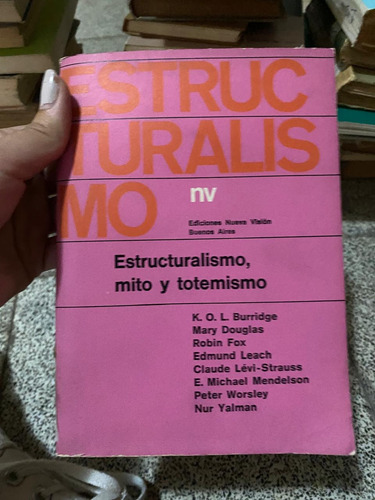 ESTRUC
TURALIS
MO
nv
Ediciones Nueva Visión
Buenos Aires
Estructuralismo,
mito y totemismo
K. O. L. Burridge
Mary Douglas
Robin Fox
Edmund Leach
Claude Lévi-Strauss
E. Michael Mendelson
Peter Worsley
Nur Yalman